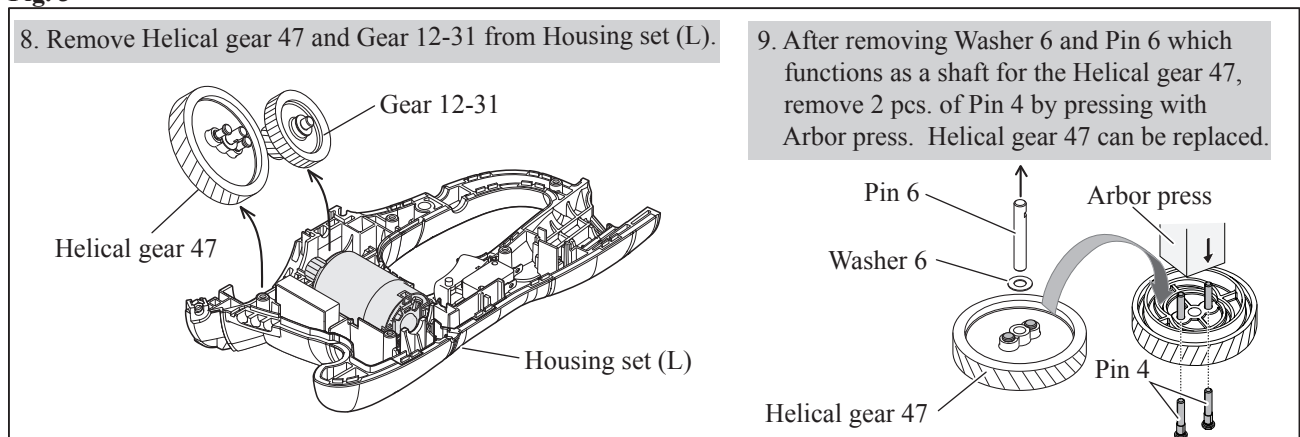 8. Remove Helical gear 47 and Gear 12-31 from Housing set (L).
Gear 12-31
Helical gear 47
Housing set (L)
9. After removing Washer 6 and Pin 6 which
functions as a shaft for the Helical gear 47,
remove 2 pcs. of Pin 4 by pressing with
Arbor press. Helical gear 47 can be replaced.
Pin 6
Arbor press
Washer 6
Pin 4
Helical gear 47